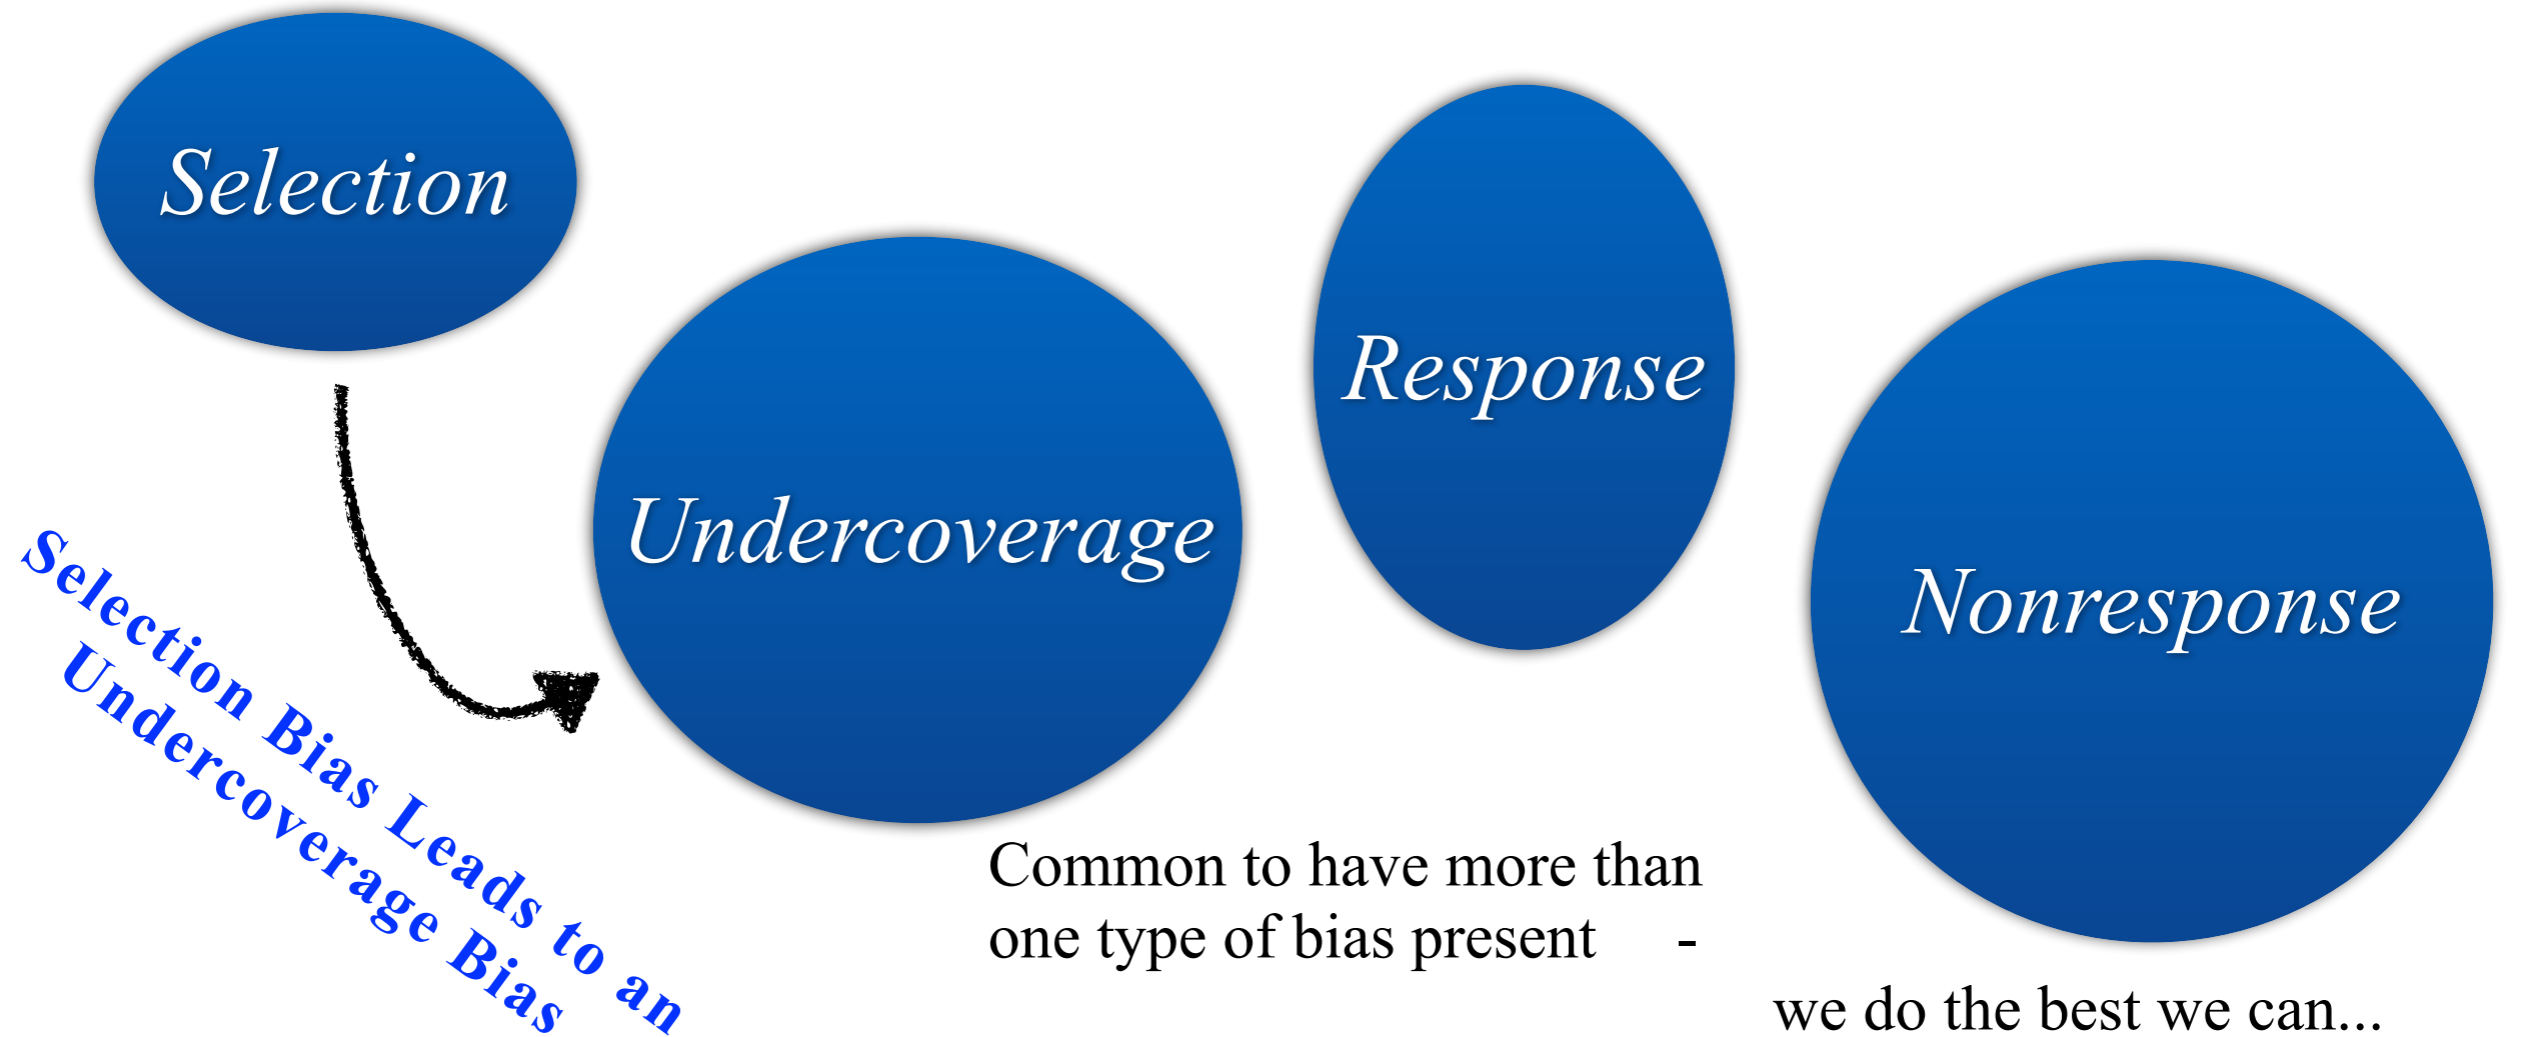 Selection
Undercoverage
Response
Nonresponse
Selection Bias Leads to an
Undercoverage Bias
Common to have more than
one type of bias present -
we do the best we can...